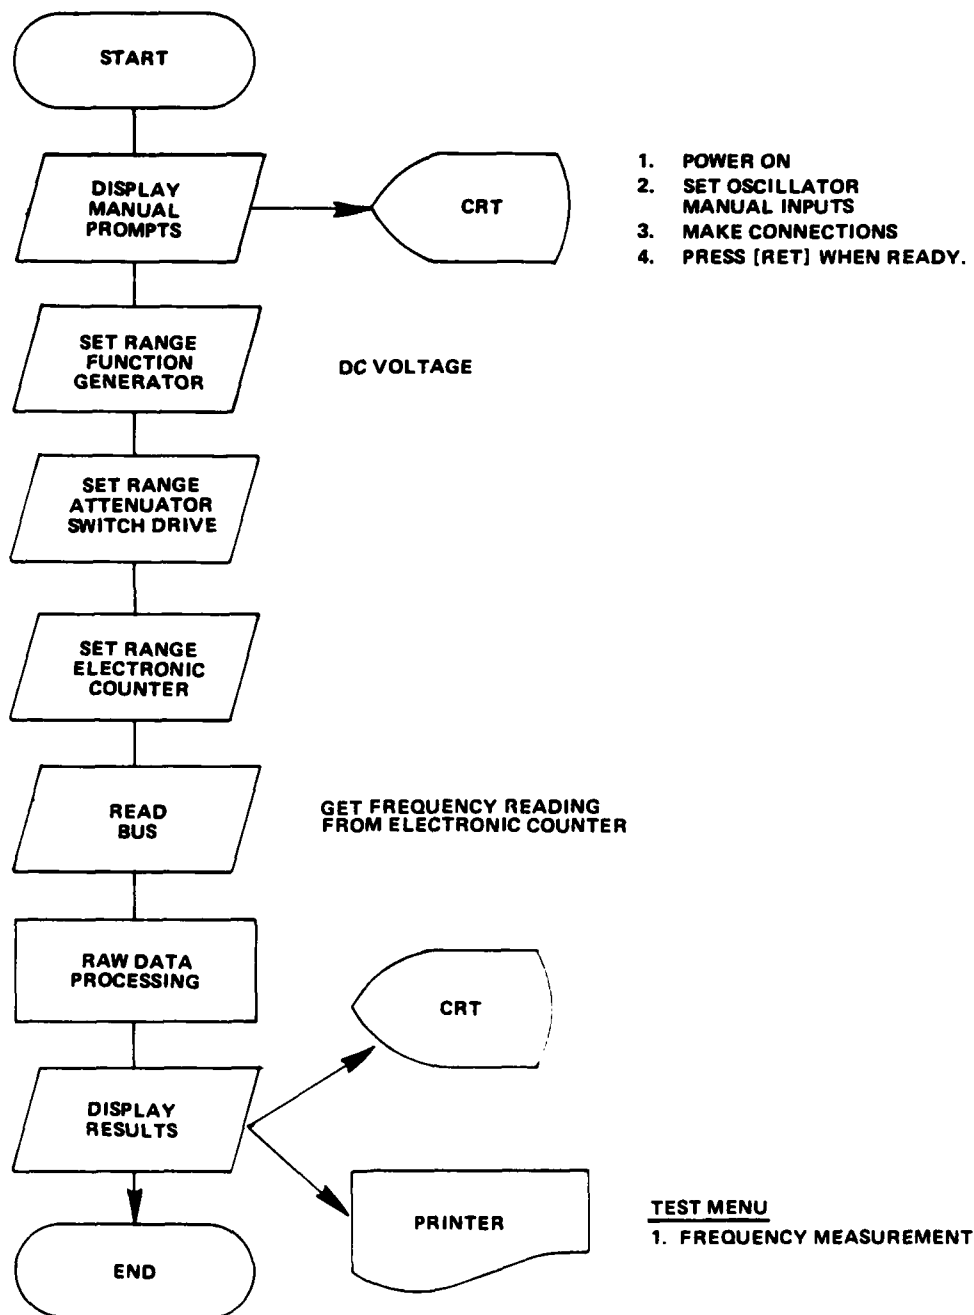 START
DISPLAY
MANUAL
PROMPTS
CRT
1. POWER ON
2. SET OSCILLATOR
MANUAL INPUTS
3. MAKE CONNECTIONS
4. PRESS [RET] WHEN READY.
SET RANGE
FUNCTION
GENERATOR
DC VOLTAGE
SET RANGE
ATTENUATOR
SWITCH DRIVE
SET RANGE
ELECTRONIC
COUNTER
READ
BUS
GET FREQUENCY READING
FROM ELECTRONIC COUNTER
RAW DATA
PROCESSING
CRT
DISPLAY
RESULTS
PRINTER
TEST MENU
1. FREQUENCY MEASUREMENT
END